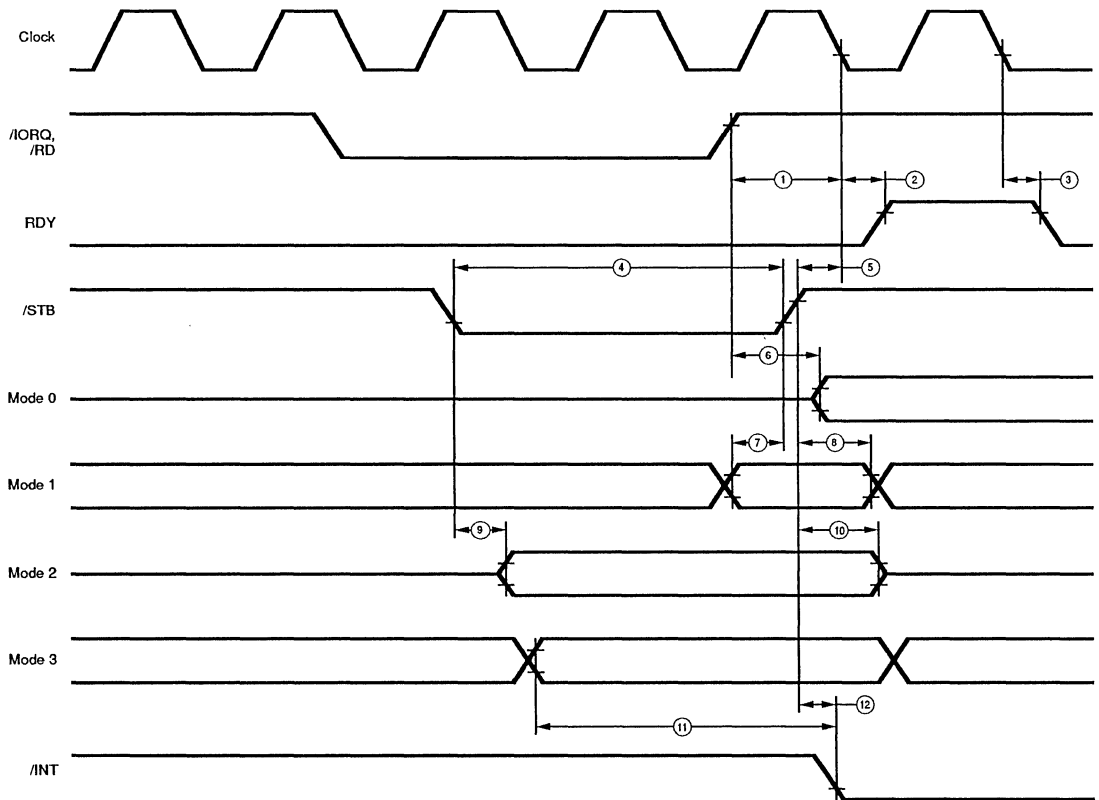 Clock
/IORQ,
/RD
1
2
3
RDY
4
5
/STB
6
Mode 0
7
8
Mode 1
9
10
Mode 2
Mode 3
12
11
/INT